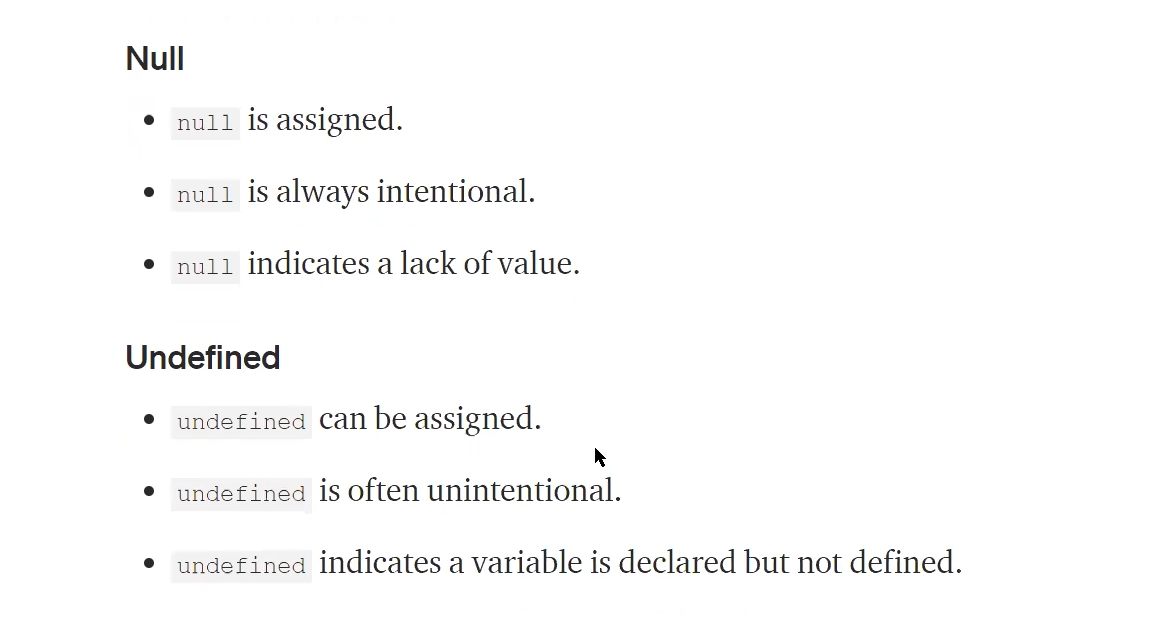 Null
• null is assigned.
• null is always intentional.
• null indicates a lack of value.
Undefined
• undefined can be assigned.
• undefined is often unintentional.
• undefined indicates a variable is declared but not defined.